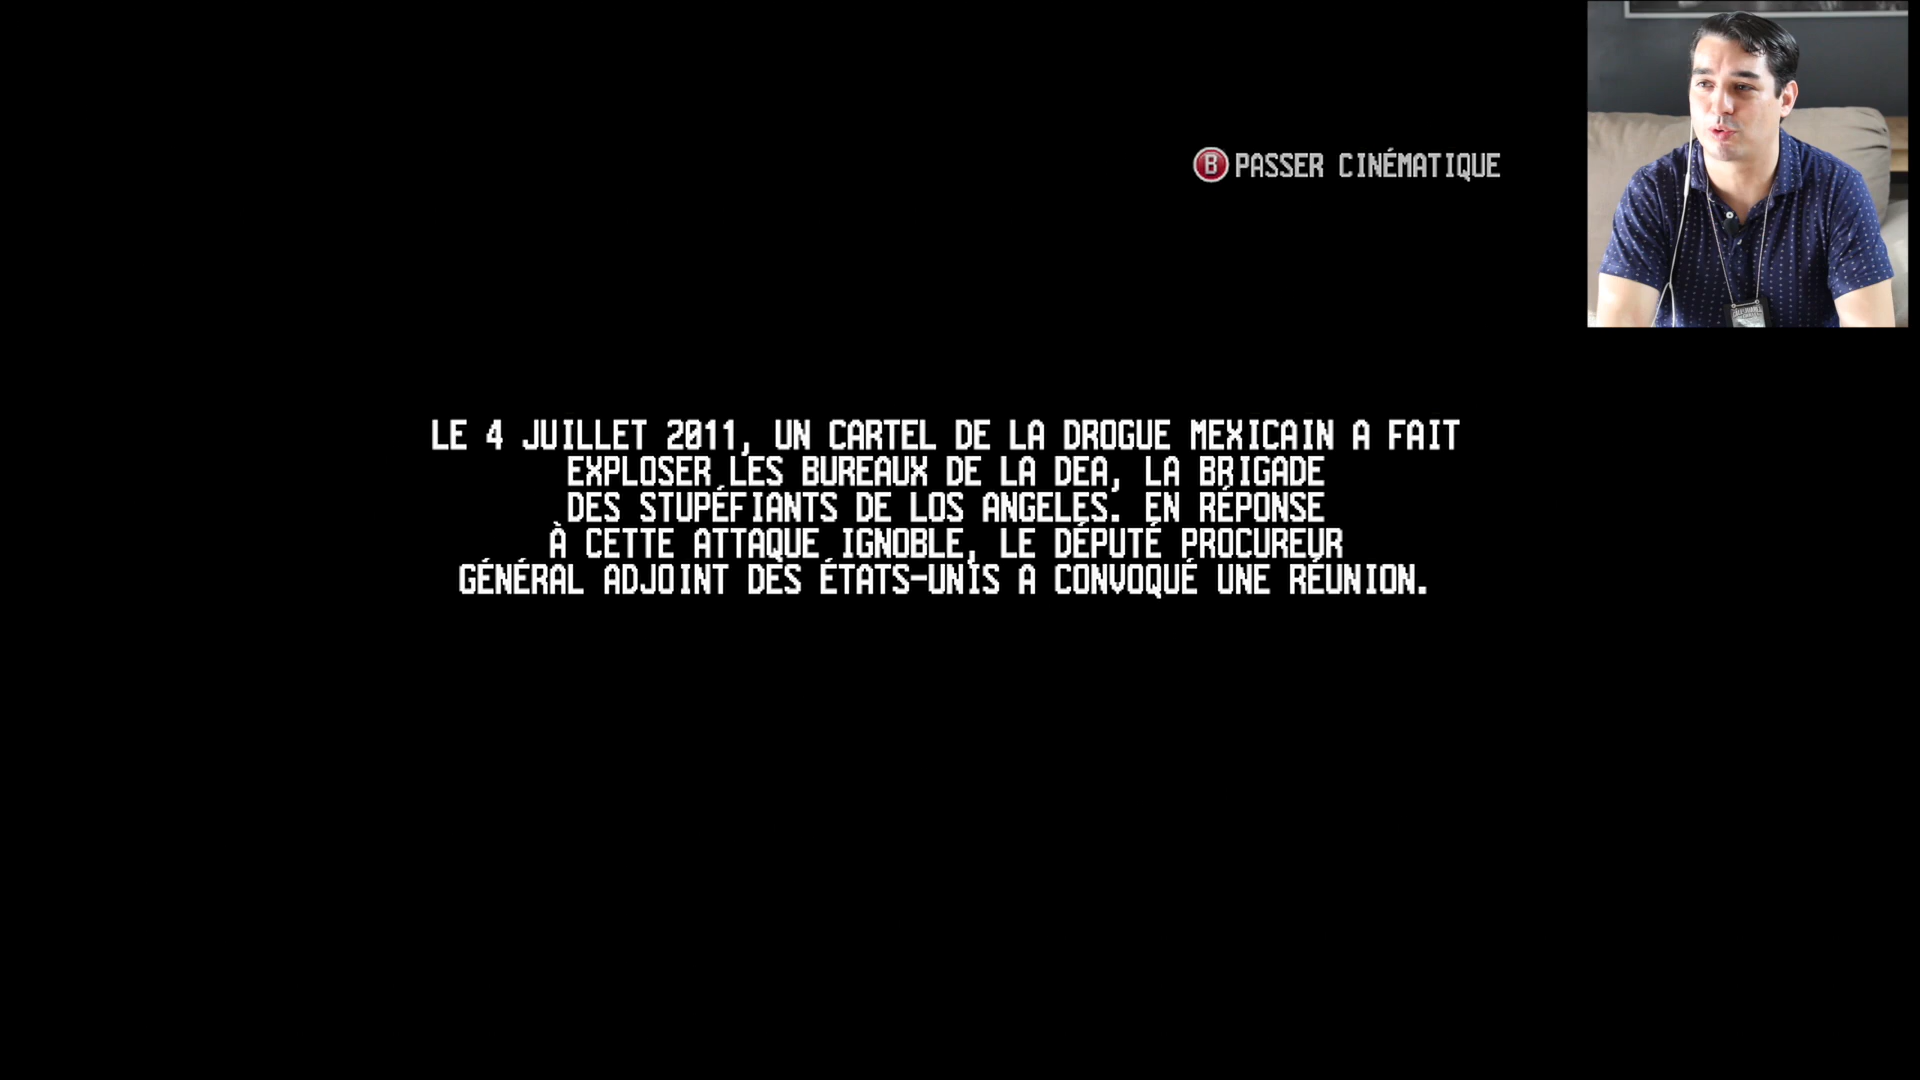 B PASSER CINÉMATIQUE
LE 4 JUILLET 2011, UN CARTEL DE LA DROGUE MEXICAIN A FAIT
EXPLOSER LES BUREAUX DE LA DEA, LA BRIGADE
DES STUPÉFIANTS DE LOS ANGELES. EN RÉPONSE
À CETTE ATTAQUE IGNOBLE, LE DÉPUTÉ PROCUREUR
GÉNÉRAL ADJOINT DES ÉTATS-UNIS A CONVOQUÉ UNE RÉUNION.